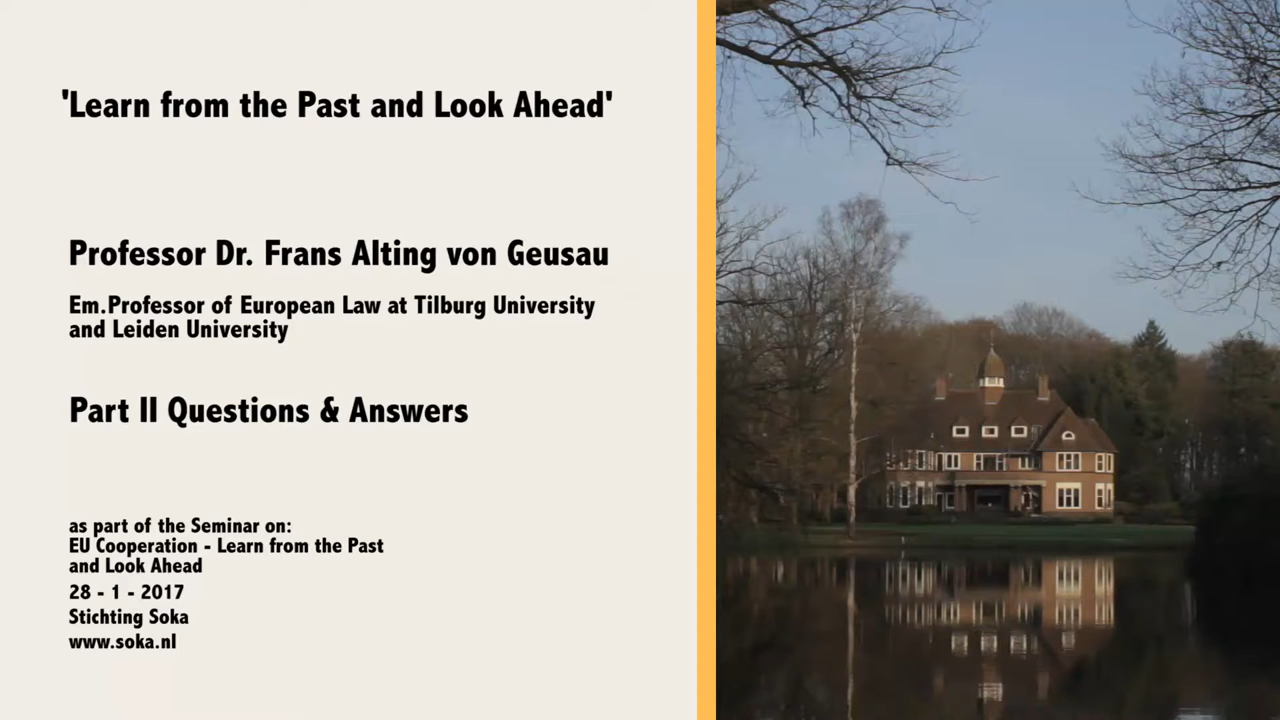 'Learn from the Past and Look Ahead'
Professor Dr. Frans Alting von Geusau
Em.Professor of European Law at Tilburg University
and Leiden University
Part II Questions & Answers
as part of the Seminar on:
EU Cooperation - Learn from the Past
and Look Ahead
28 - 1 - 2017
Stichting Soka
www.soka.nl